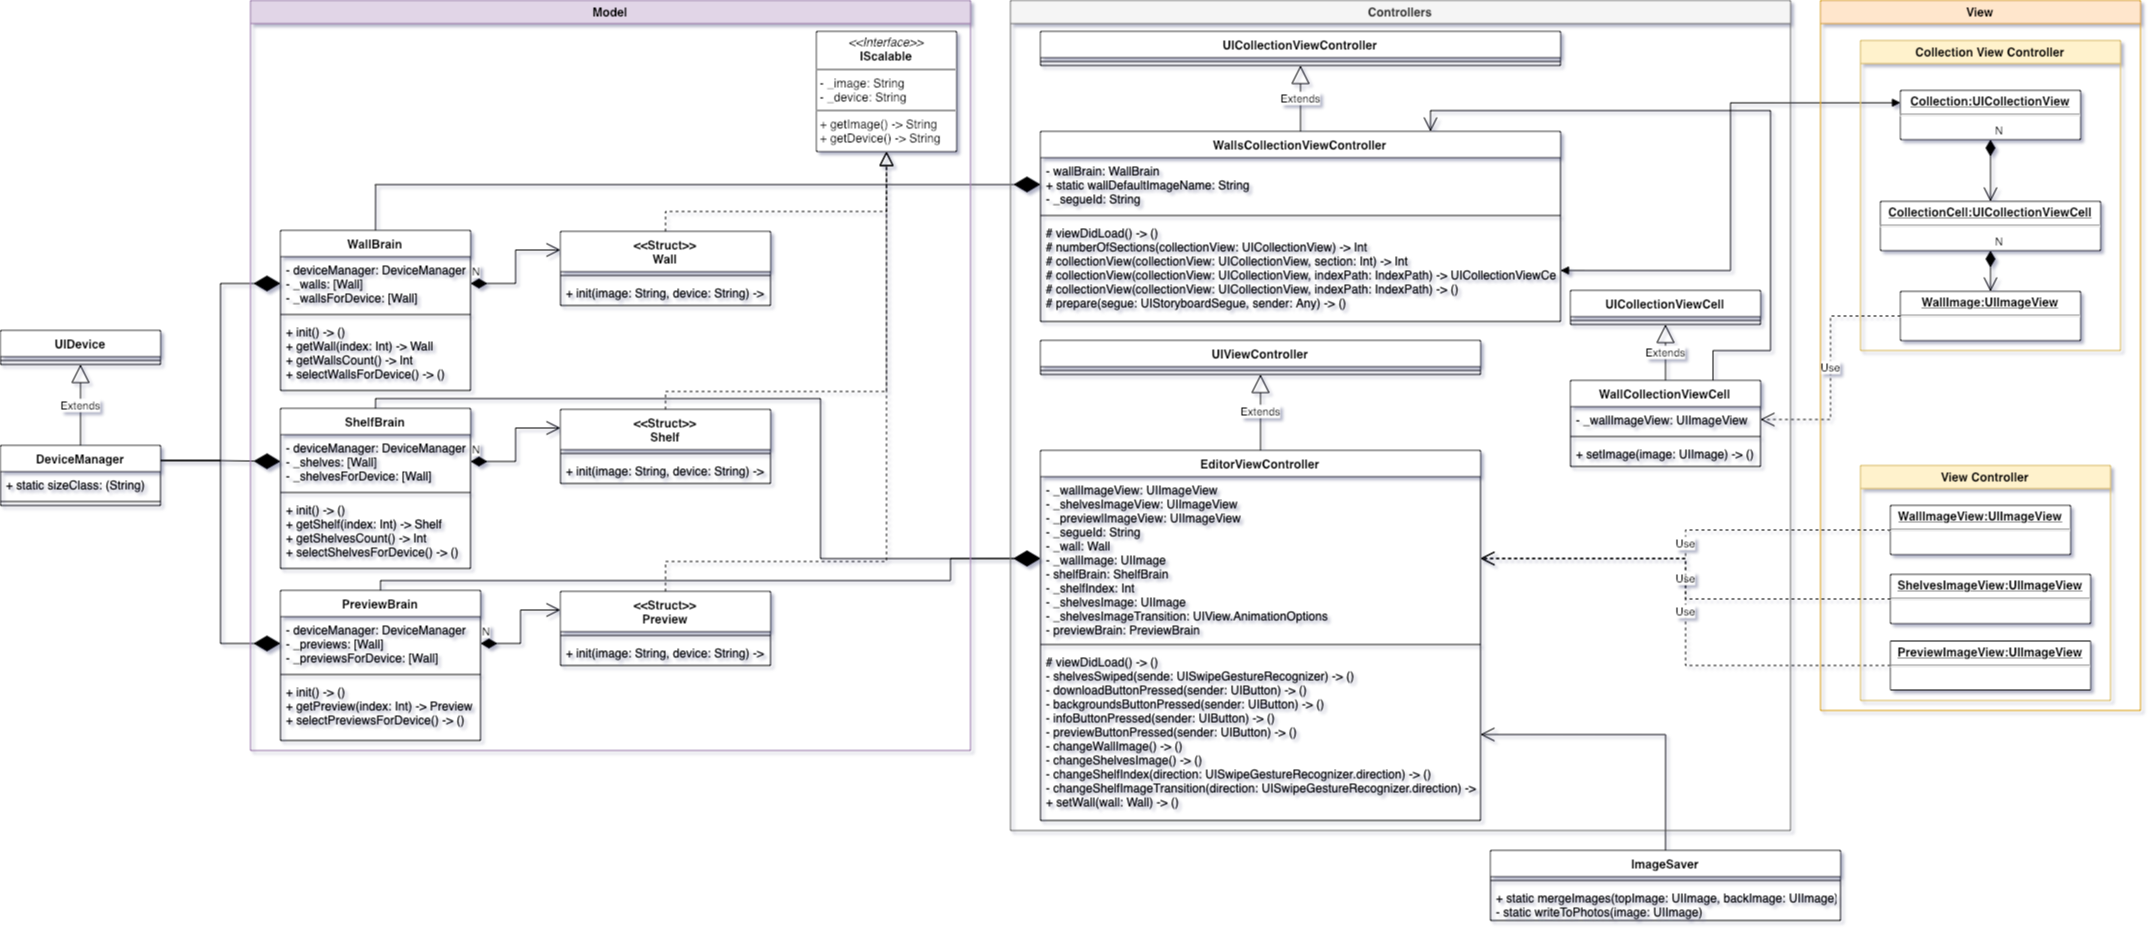 Model
<<Interface>>
IScalable
- _image: String
- _device: String
+ getImage() -> String
+ getDevice() -> String
WallBrain
- deviceManager: DeviceManager
- _walls: [Wall]
- _wallsForDevice: [Wall]
+ init() -> ()
+ getWall(index: Int) -> Wall
+ getWallsCount() -> Int
+ selectWallsForDevice() -> ()
N
<<Struct>>
Wall
+ init(image: String, device: String) ->
UIDevice
Extends
DeviceManager
+ static sizeClass: (String)
ShelfBrain
- deviceManager: DeviceManager
- _shelves: [Wall]
- _shelvesForDevice: [Wall]
+ init() -> ()
+ getShelf(index: Int) -> Shelf
+ getShelvesCount() -> Int
+ selectShelvesForDevice() -> ()
N
<<Struct>>
Shelf
+ init(image: String, device: String) ->
PreviewBrain
- deviceManager: DeviceManager
- _previews: [Wall]
- _previewsForDevice: [Wall]
+ init() -> ()
+ getPreview(index: Int) -> Preview
+ selectPreviewsForDevice() -> ()
N
<<Struct>>
Preview
+ init(image: String, device: String) ->
Controllers
UICollectionViewController
Extends
WallsCollectionViewController
- wallBrain: WallBrain
+ static wallDefaultImageName: String
- _segueId: String
# viewDidLoad() -> ()
# numberOfSections(collectionView: UICollectionView) -> Int
# collectionView(collectionView: UICollectionView, section: Int) -> Int
# collectionView(collectionView: UICollectionView, indexPath: IndexPath) -> UICollectionViewCe
# collectionView(collectionView: UICollectionView, indexPath: IndexPath) -> ()
# prepare(segue: UIStoryboardSegue, sender: Any) -> ()
UICollectionViewCell
Extends
WallCollectionViewCell
- _wallImageView: UIImageView
+ setImage(image: UIImage) -> ()
UIViewController
Extends
EditorViewController
- _wallImageView: UIImageView
- _shelvesImageView: UIImageView
- _previewImageView: UIImageView
- _segueId: String
- _wall: Wall
- _wallImage: UIImage
- shelfBrain: ShelfBrain
- _shelfIndex: Int
- _shelvesImage: UIImage
- _shelvesImageTransition: UIView.AnimationOptions
- previewBrain: PreviewBrain
# viewDidLoad() -> ()
- shelvesSwiped(sende: UISwipeGestureRecognizer) -> ()
- downloadButtonPressed(sender: UIButton) -> ()
- backgroundsButtonPressed(sender: UIButton) -> ()
- infoButtonPressed(sender: UIButton) -> ()
- previewButtonPressed(sender: UIButton) -> ()
- changeWallImage() -> ()
- changeShelvesImage() -> ()
- changeShelfIndex(direction: UISwipeGestureRecognizer.direction) -> ()
- changeShelfImageTransition(direction: UISwipeGestureRecognizer.direction) ->
+ setWall(wall: Wall) -> ()
ImageSaver
+ static mergeImages(topImage: UIImage, backImage: UIImage)
- static writeToPhotos(image: UIImage)
View
Collection View Controller
Collection:UICollectionView
N
CollectionCell:UICollectionViewCell
N
WallImage:UIImageView
Use
View Controller
WallImageView:UIImageView
Use
ShelvesImageView:UIImageView
Use
PreviewImageView:UIImageView
Use